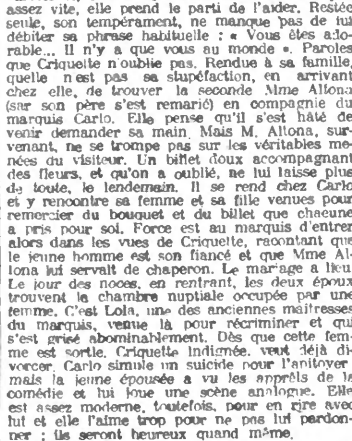 assez vite, elle prend le parti de l'aider. Restée
seule, son tempérament, ne manque pas de lui
débiter sa phrase habituelle : « Vous êtes ado-
rable... Il n'y a que vous au monde ». Paroles
que Criquette n'oublie pas. Rendue à sa famille,
quelle n'est pas sa stupéfaction, en arrivant
chez elle, de trouver la seconde Mme Altona
(car son père s'est remarié) en compagnie du
marquis Carlo. Elle pense qu'il s'est hâté de
venir demander sa main. Mais M. Altona, sur-
venant, ne se trompe pas sur les véritables me-
nées du visiteur. Un billet doux accompagnant
des fleurs, et qu'on a oublié, ne lui laisse plus
de toute, le lendemain. Il se rend chez Carlo
et y rencontre sa femme et sa fille venues pour
remercier du bouquet et du billet que chacune
a pris pour soi. Force est au marquis d'entrer
alors dans les vues de Criquette, racontant que
le jeune homme est son fiancé et que Mme Al-
tona lui servait de chaperon. Le mariage a lieu
Le jour des noces, en rentrant, les deux époux
trouvent la chambre nuptiale occupée par une
femme. C'est Lola, une des anciennes maîtresses
du marquis, venue là pour récriminer et qui
s'est grisé abominablement. Dès que cette fem-
me est sortie, Criquette indignée, veut déjà di-
vorcer. Carlo simule un suicide pour l'apitoyer
mais la jeune épousée a vu les apprêts de la
comédie et lui joue une scène analogue. Elle
est assez moderne, toutefois, pour en rire avec
lui et elle l'aime trop pour ne pas lui pardon-
ner : ils seront heureux quand même.